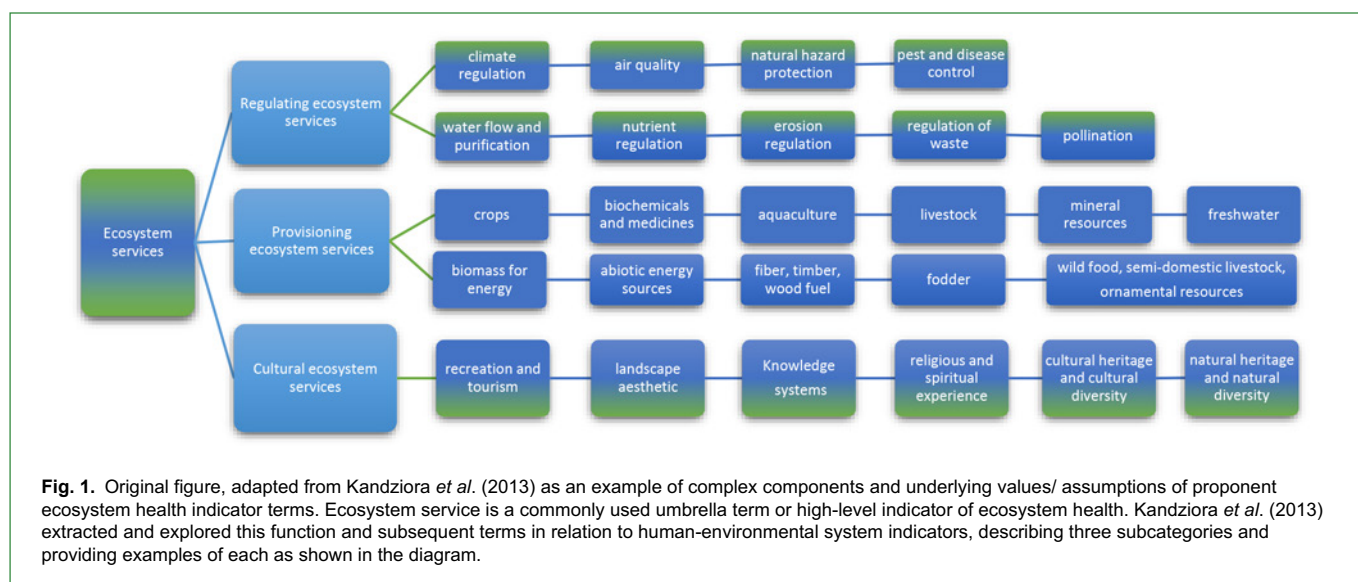 climate
regulation
air quality
natural hazard
protection
pest and disease
control
Regulating ecosystem
services
water flow and
purification
nutrient
regulation
erosion
regulation
regulation of
waste
pollination
Ecosystem
services
Provisioning
ecosystem services
crops
biochemicals
and medicines
aquaculture
livestock
mineral
resources
freshwater
biomass for
energy
abiotic energy
sources
fiber, timber,
wood fuel
fodder
wild food, semi-domestic livestock,
ornamental resources
Cultural ecosystem
services
recreation and
tourism
landscape
aesthetic
Knowledge
systems
religious and
spiritual
experience
cultural heritage
and cultural
diversity
natural heritage
and natural
diversity
Fig. 1. Original figure, adapted from Kandziora et al. (2013) as an example of complex components and underlying values/ assumptions of proponent
ecosystem health indicator terms. Ecosystem service is a commonly used umbrella term or high-level indicator of ecosystem health. Kandziora et al. (2013)
extracted and explored this function and subsequent terms in relation to human-environmental system indicators, describing three subcategories and
providing examples of each as shown in the diagram.